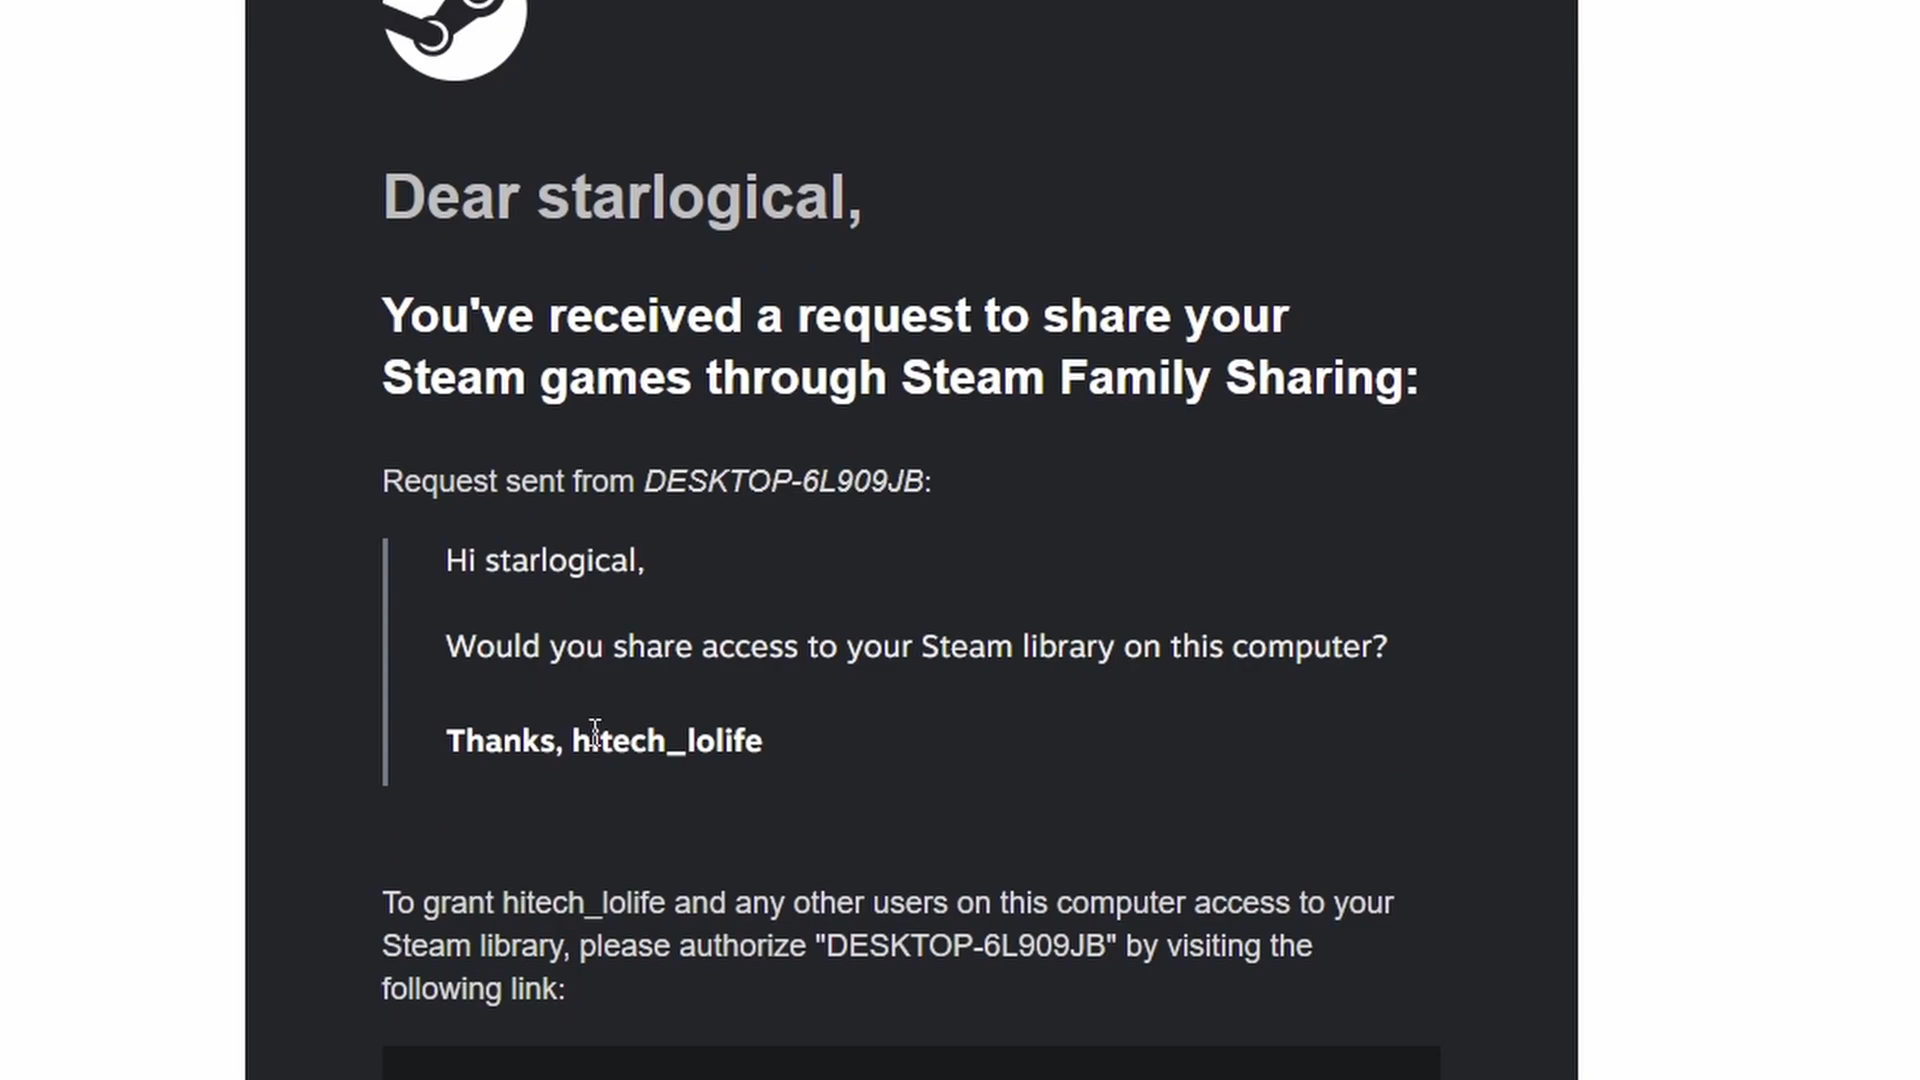 Dear starlogical,
You've received a request to share your
Steam games through Steam Family Sharing:
Request sent from DESKTOP-6L909JB:
Hi starlogical,
Would you share access to your Steam library on this computer?
Thanks, hitech_lolife
To grant hitech_lolife and any other users on this computer access to your
Steam library, please authorize "DESKTOP-6L909JB" by visiting the
following link: